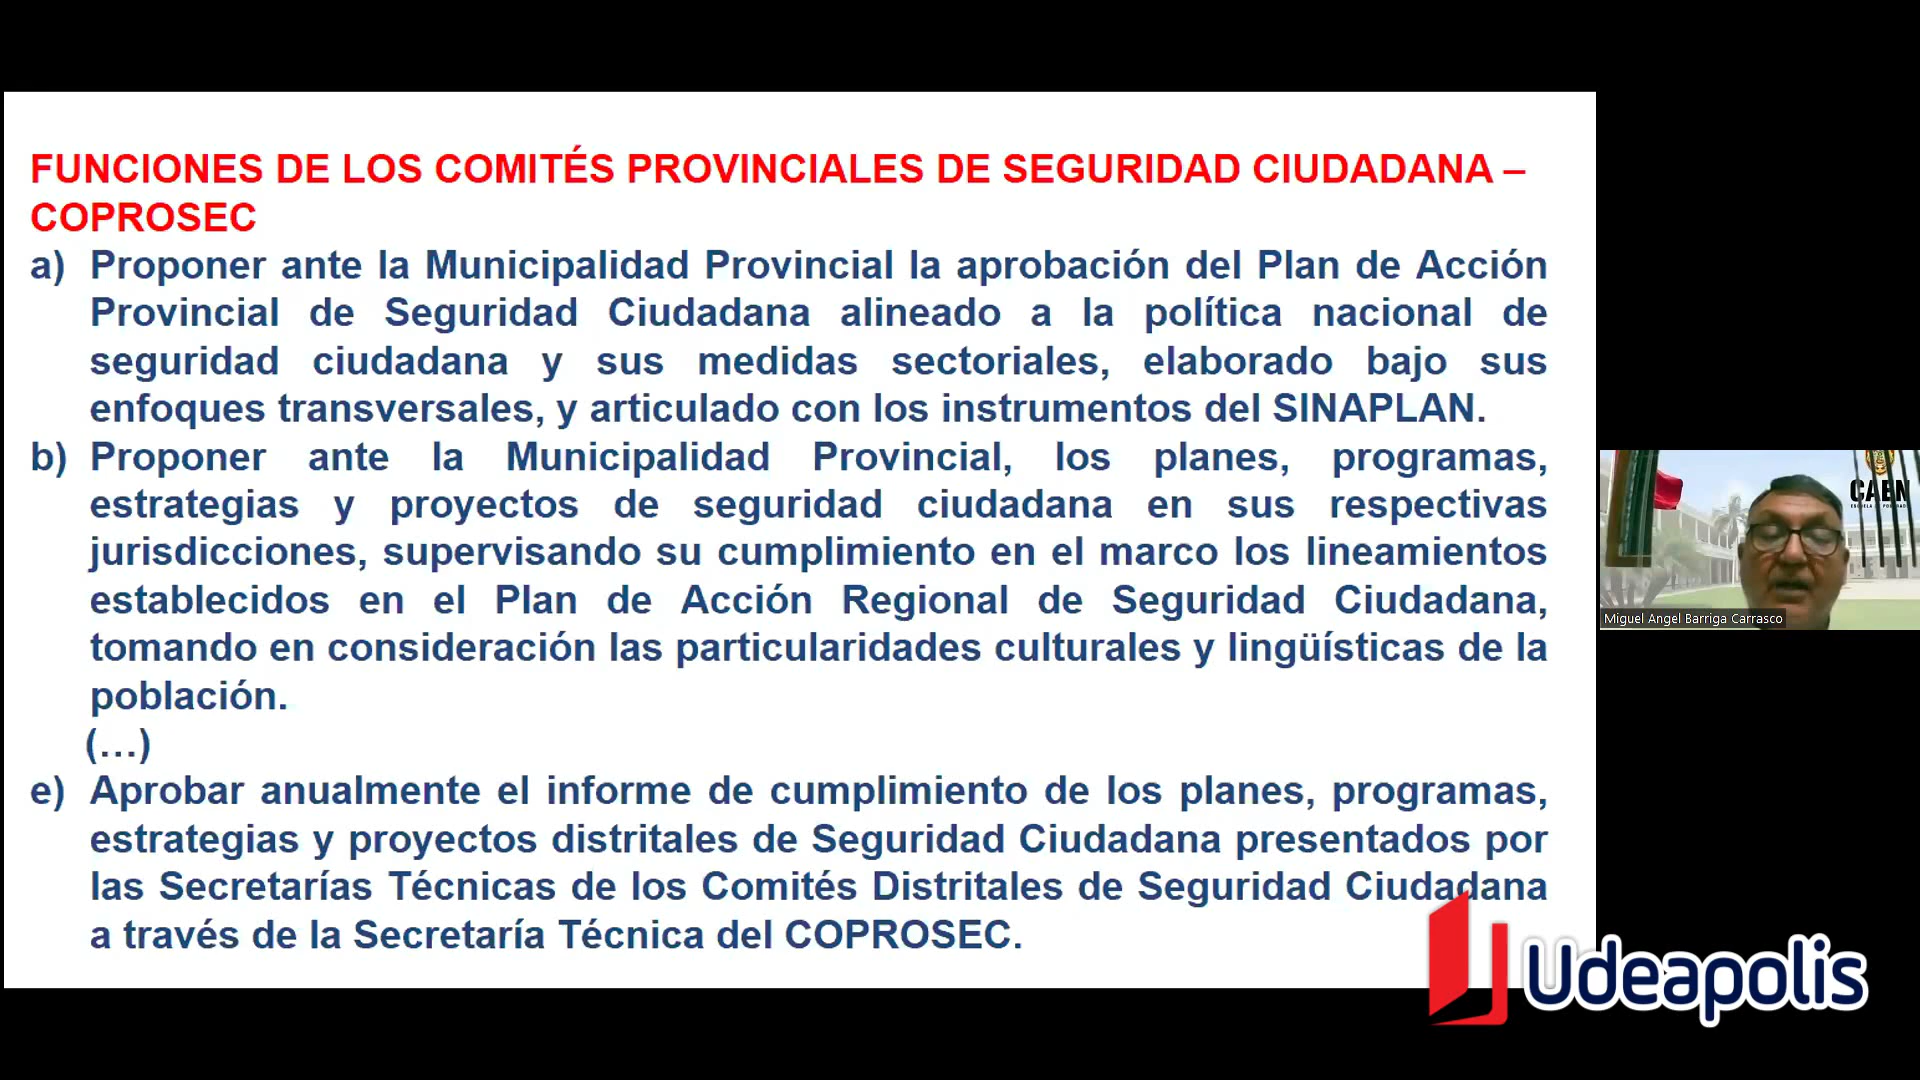 FUNCIONES DE LOS COMITÉS PROVINCIALES DE SEGURIDAD CIUDADANA –
COPROSEC
a) Proponer ante la Municipalidad Provincial la aprobación del Plan de Acción
Provincial de Seguridad Ciudadana alineado a la política nacional de
seguridad ciudadana y sus medidas sectoriales, elaborado bajo sus
enfoques transversales, y articulado con los instrumentos del SINAPLAN.
b) Proponer ante la Municipalidad Provincial, los planes, programas,
estrategias y proyectos de seguridad ciudadana en sus respectivas
jurisdicciones, supervisando su cumplimiento en el marco los lineamientos
establecidos en el Plan de Acción Regional de Seguridad Ciudadana,
tomando en consideración las particularidades culturales y lingüísticas de la
población.
(...)
e) Aprobar anualmente el informe de cumplimiento de los planes, programas,
estrategias y proyectos distritales de Seguridad Ciudadana presentados por
las Secretarías Técnicas de los Comités Distritales de Seguridad Ciudadana
a través de la Secretaría Técnica del COPROSEC.
CAEN
Miguel Angel Barriga Carrasco
Udeapolis